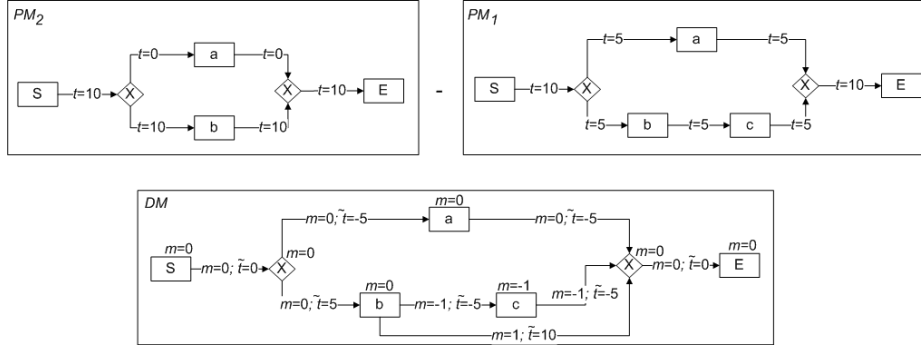 PM2
t=0
a
t=0
S
t=10
X
X
t=10
E
t=10
b
t=10
-
PM1
t=5
a
t=5
S
t=10
X
X
t=10
E
t=5
b
t=5
c
t=5
DM
m=0
m=0; t̃=-5
a
m=0; t̃=-5
m=0
S
m=0; t̃=0
X
m=0
X
m=0
m=0; t̃=0
m=0
E
m=0; t̃=5
m=0
b
m=-1; t̃=-5
m=-1
c
m=-1; t̃=-5
m=1; t̃=10